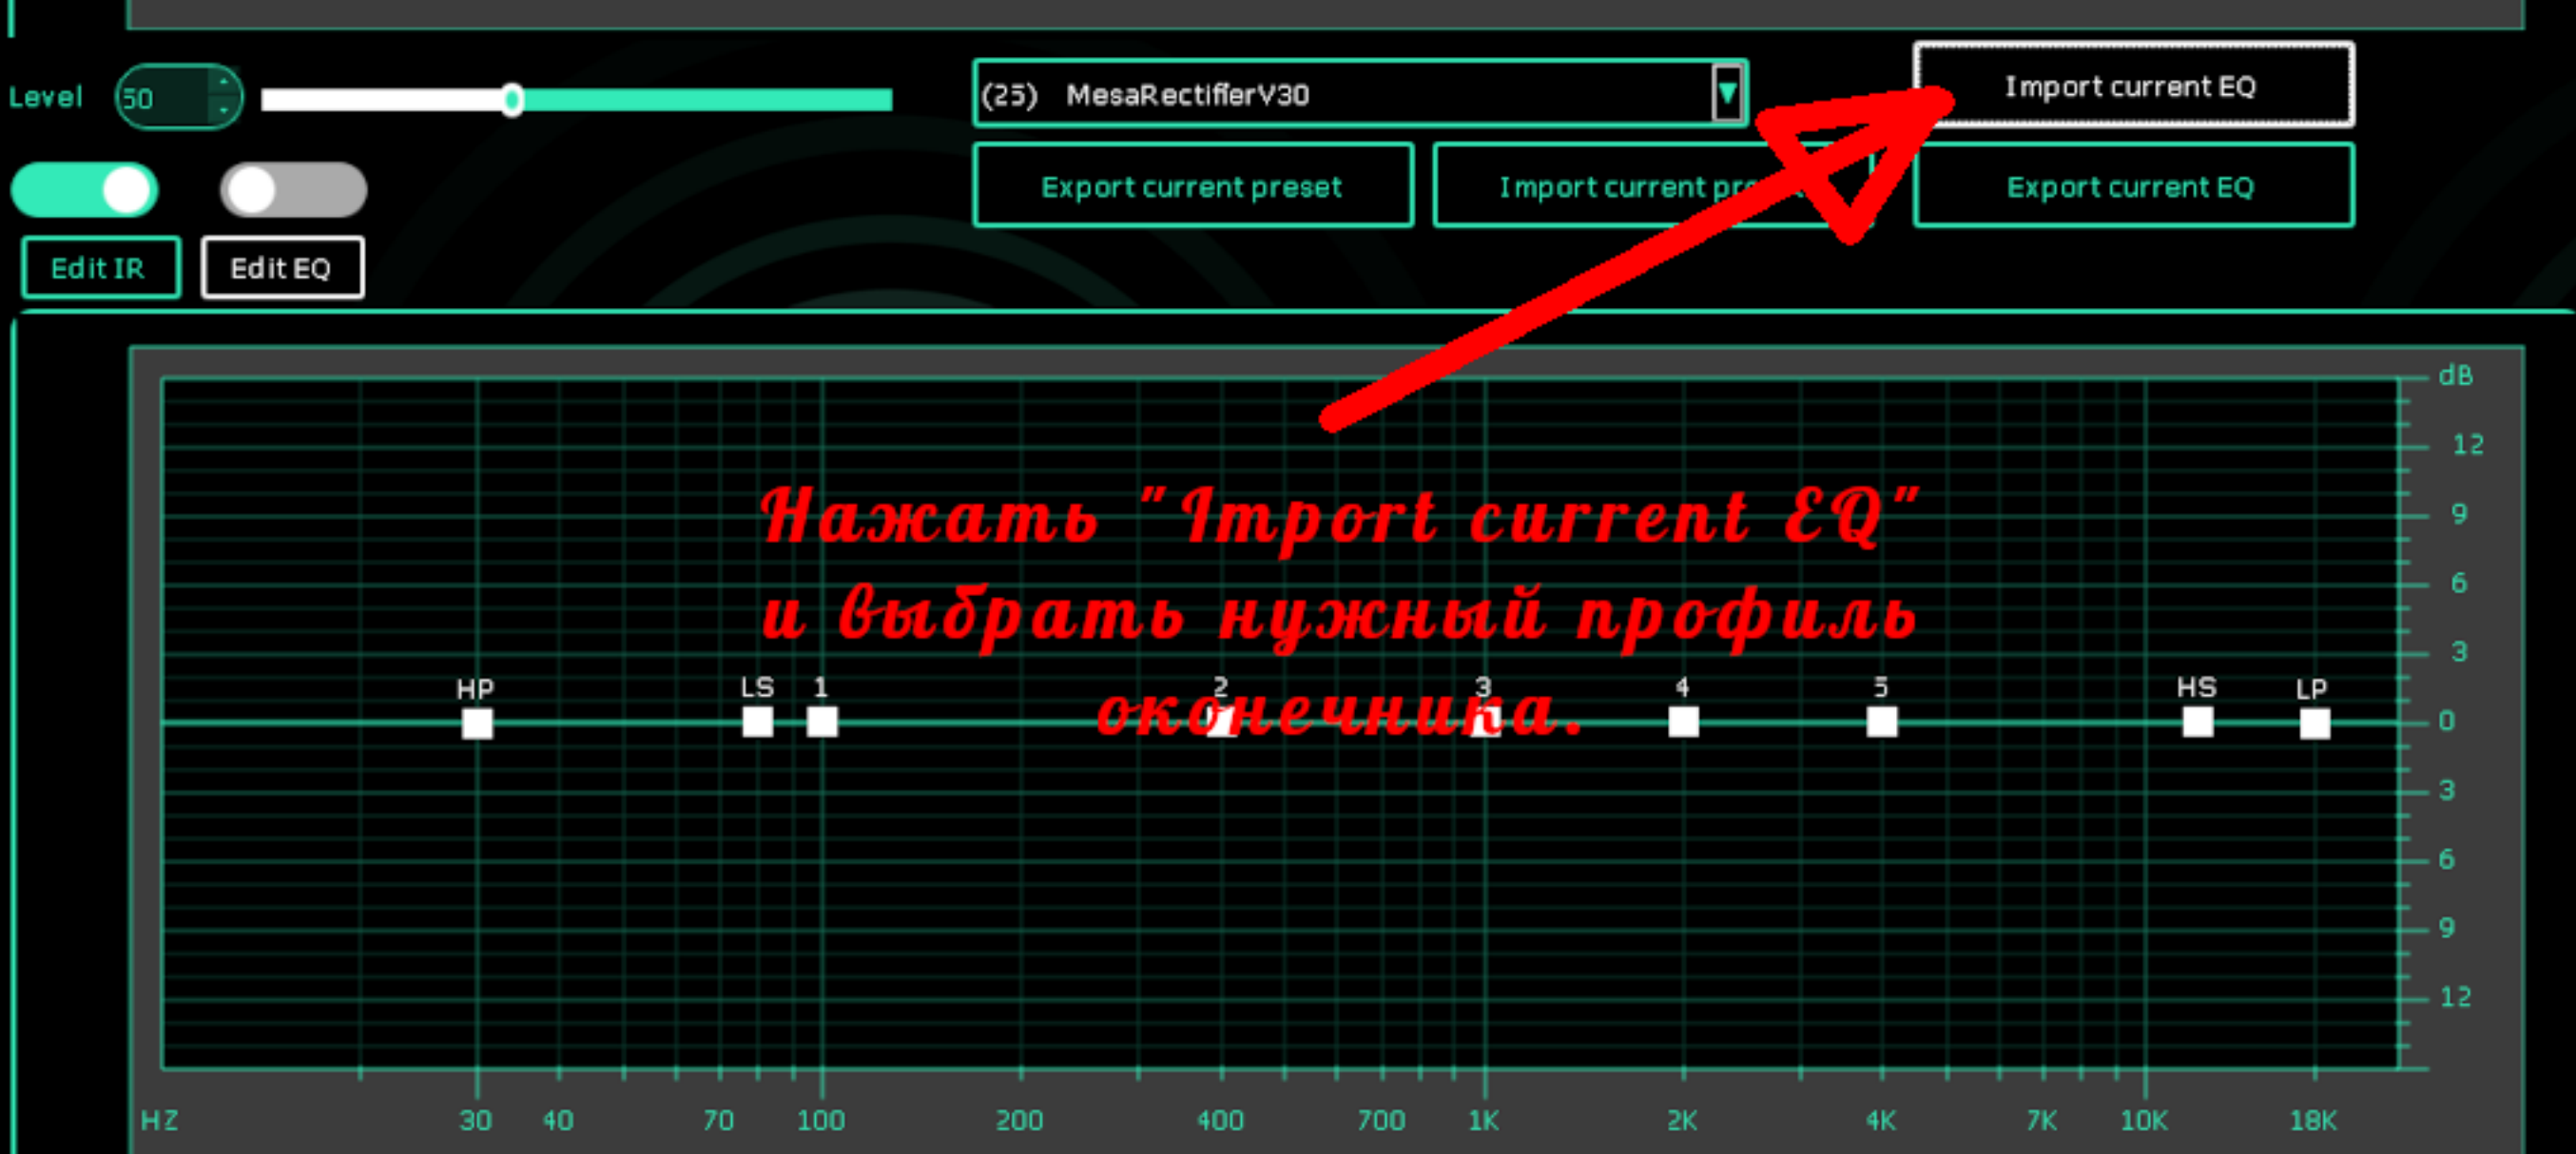 Level 50 (25) MesaRectifierV30 Import current EQ
Export current preset Import current Export current EQ
Edit IR Edit EQ
dB
12
Нажать "Import current EQ" 9
6
и выбрать нужный профиль
3
HP LS 1 2 3 4 5 HS LP
оконечника. 0
3
6
9
12
HZ 30 40 70 100 200 400 700 1K 2K 4K 7K 10K 18K